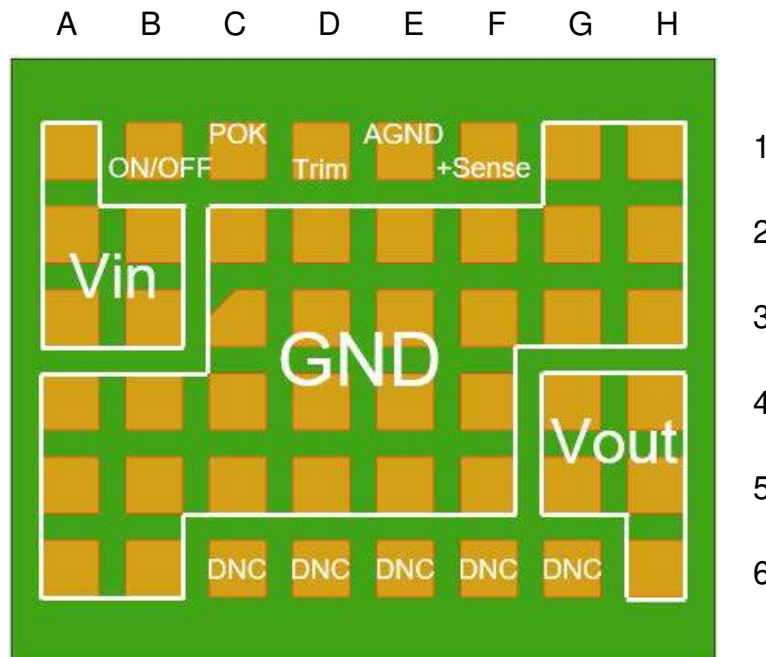 A B C D E F G H
POK AGND
1
ON/OFF Trim +Sense
2
Vin
3
GND
4
Vout
5
DNC DNC DNC DNC DNC
6